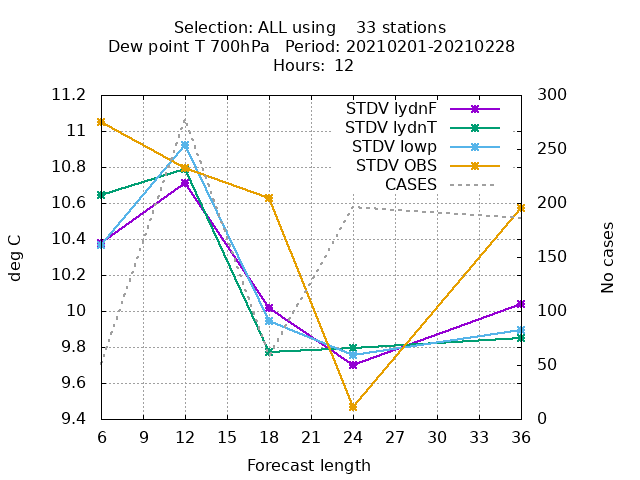 Selection: ALL using    33 stations
Dew point T 700hPa   Period: 20210201-20210228
Hours: 12
STDV lydnF
STDV lydnT
STDV lowp
STDV OBS
CASES
11.2
11
10.8
10.6
10.4
10.2
10
9.8
9.6
9.4
deg C
300
250
200
150
100
50
0
No cases
6 9 12 15 18 21 24 27 30 33 36
Forecast length